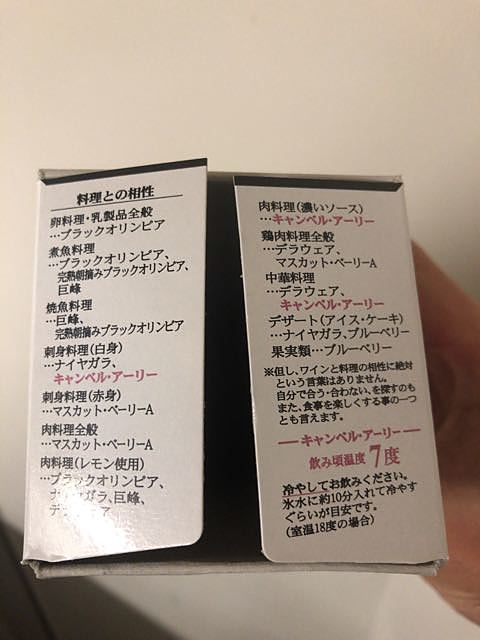 料理との相性
卵料理・乳製品全般
…ブラックオリンピア
煮魚料理
…ブラックオリンピア、
完熟朝摘みブラックオリンピア、
巨峰
焼魚料理
…巨峰、
完熟朝摘みブラックオリンピア
刺身料理(白身)
…ナイヤガラ、
キャンベル・アーリー
刺身料理(赤身)
…マスカット・ベーリーA
肉料理全般
…マスカット・ベーリーA
肉料理(レモン使用)
…ブラックオリンピア、
ナイヤガラ、巨峰、
肉料理(濃いソース)
…キャンベル・アーリー
鶏肉料理全般
…デラウェア、
マスカット・ベーリーA
中華料理
…デラウェア、
キャンベル・アーリー
デザート(アイス・ケーキ)
…ナイヤガラ、ブルーベリー
果実類…ブルーベリー
※但し、ワインと料理の相性に絶対
という言葉はありません。
自分で合う・合わない、を探すのも
また、食事を楽しくする事の一つ
とも言えます。
キャンベル・アーリー
飲み頃温度 7度
冷やしてお飲みください。
氷水に約10分入れて冷やす
ぐらいが目安です。
(室温18度の場合)